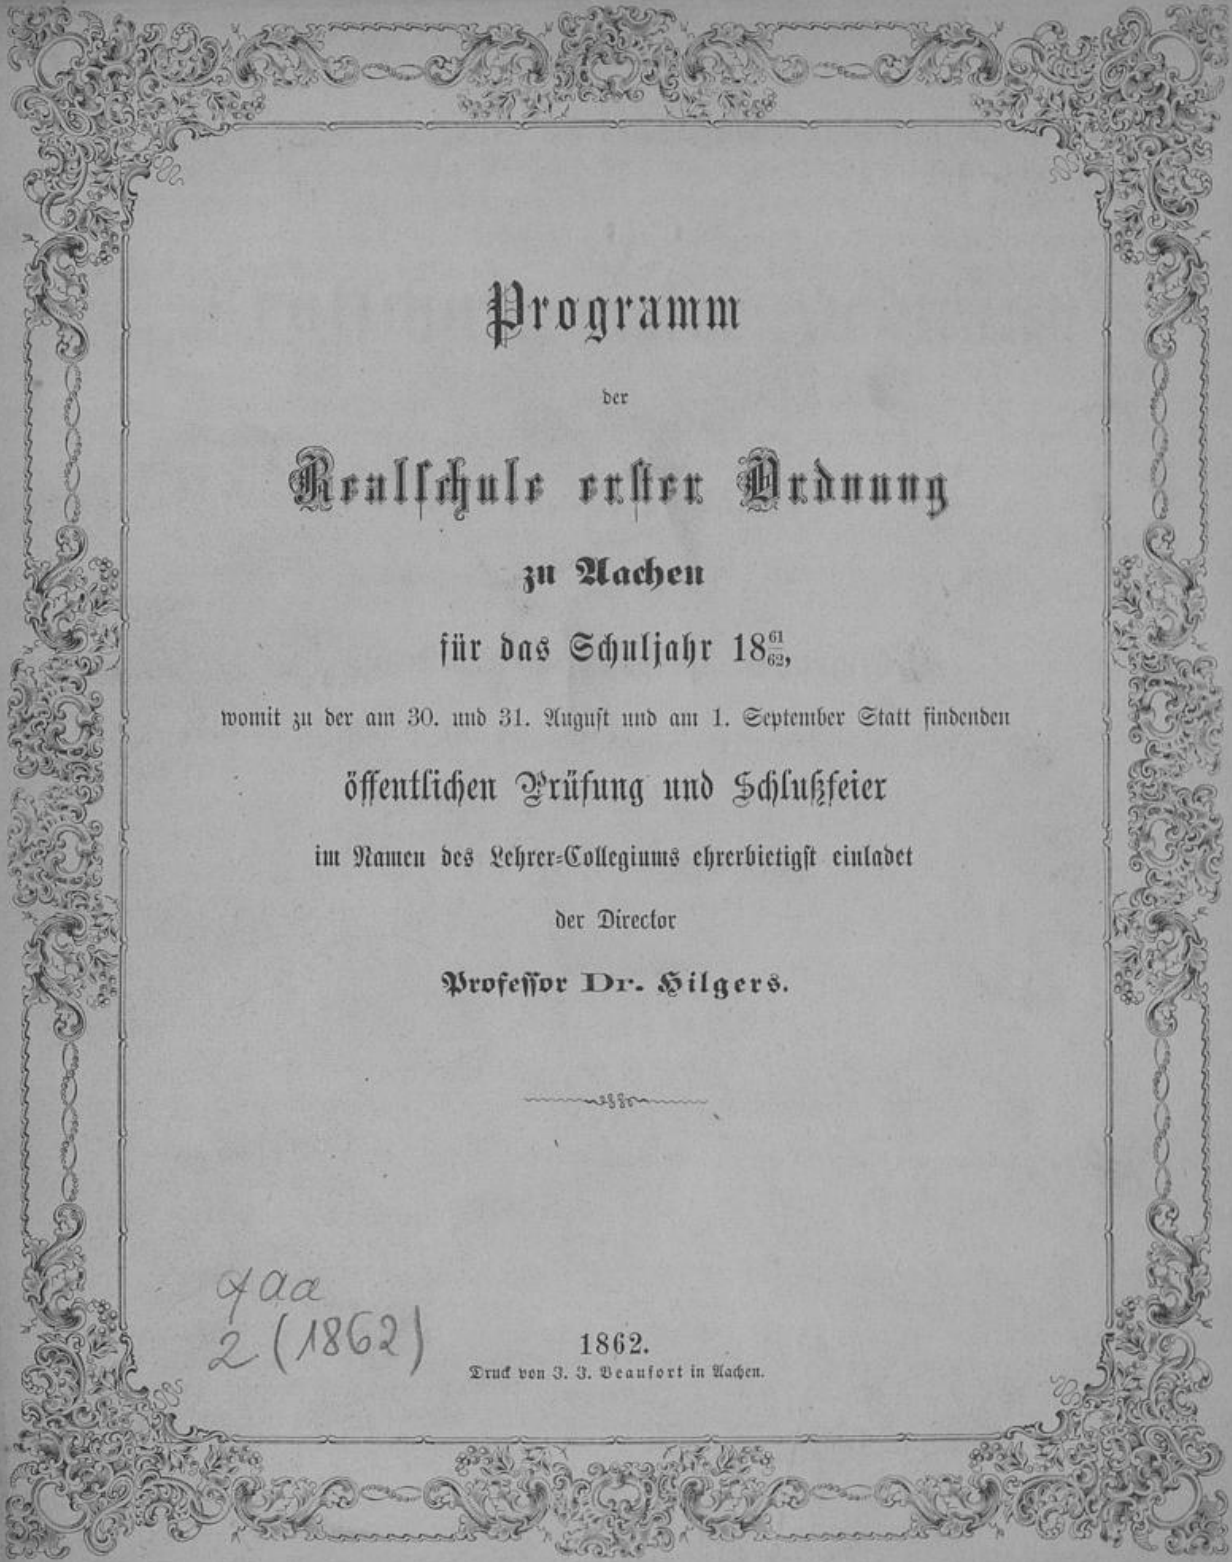 Programm
der
Realschule erster Ordnung
zu Aachen
für das Schuljahr 18 61/62,
womit zu der am 30. und 31. August und am 1. September Statt findenden
öffentlichen Prüfung und Schlußfeier
im Namen des Lehrer-Collegiums ehrerbietigst einladet
der Director
Professor Dr. Hilgers.
aa
2 (1862)
1862.
Druck von J. J. Beaufort in Aachen.